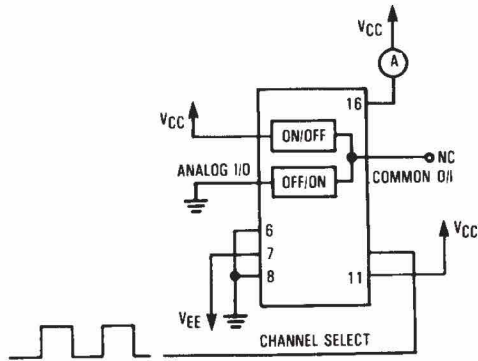 VCC
A
16
VCC
ON/OFF
ANALOG I/O
OFF/ON
NC
COMMON O/I
6
7
8
VCC
11
VEE
CHANNEL SELECT